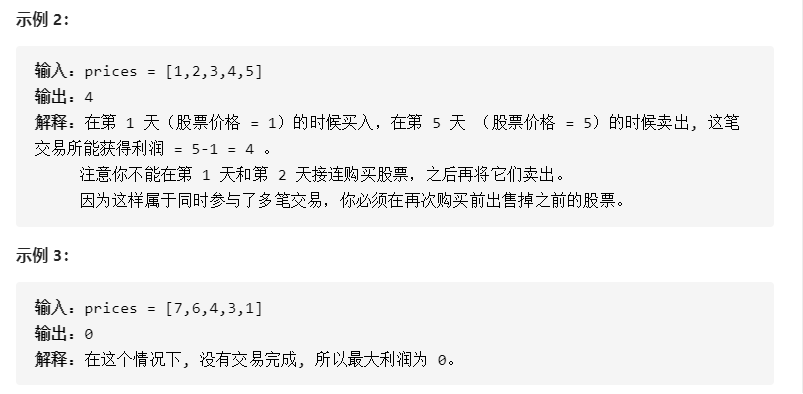 示例 2：
输入：prices = [1,2,3,4,5]
输出：4
解释：在第 1 天（股票价格 = 1）的时候买入，在第 5 天 （股票价格 = 5）的时候卖出, 这笔
交易所能获得利润 = 5-1 = 4 。
注意你不能在第 1 天和第 2 天接连购买股票，之后再将它们卖出。
因为这样属于同时参与了多笔交易，你必须在再次购买前出售掉之前的股票。
示例 3：
输入：prices = [7,6,4,3,1]
输出：0
解释：在这个情况下, 没有交易完成, 所以最大利润为 0。